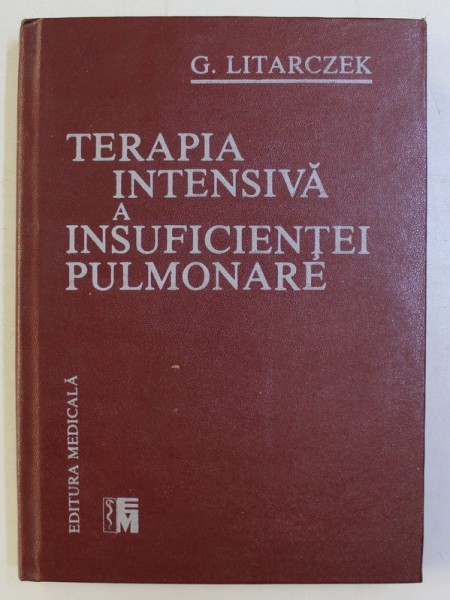 G. LITARCZEK
TERAPIA
INTENSIVĂ
A
INSUFICIENȚEI
PULMONARE
EDITURA MEDICALĂ
EM